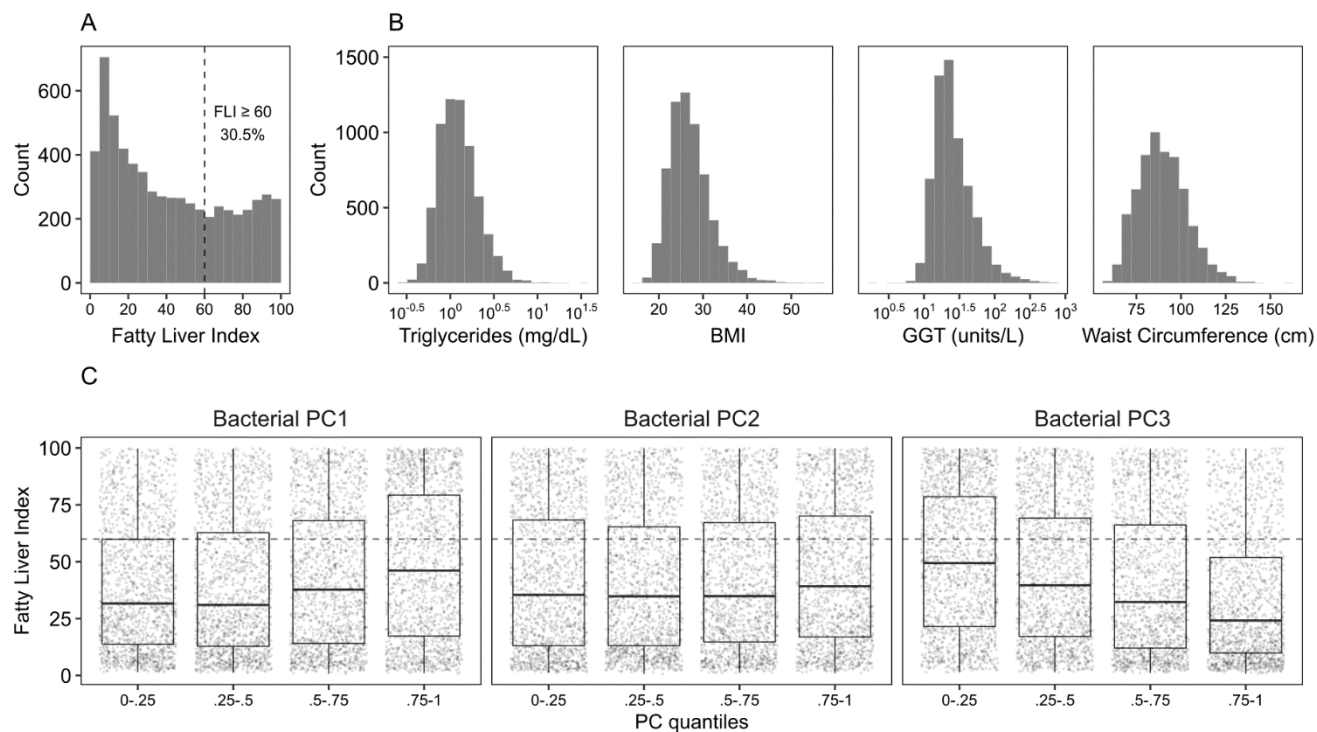 A
B
600
400
200
0
Count
FLI ≥ 60
30.5%
0 20 40 60 80 100
Fatty Liver Index
1500
1000
500
0
Count
10^-0.5 10^0 10^0.5 10^1 10^1.5
Triglycerides (mg/dL)
20 30 40 50
BMI
10^0.5 10^1 10^1.5 10^2 10^2.5 10^3
GGT (units/L)
75 100 125 150
Waist Circumference (cm)
C
Bacterial PC1 Bacterial PC2 Bacterial PC3
100
75
50
25
0
Fatty Liver Index
0-.25 .25-.5 .5-.75 .75-1 0-.25 .25-.5 .5-.75 .75-1 0-.25 .25-.5 .5-.75 .75-1
PC quantiles